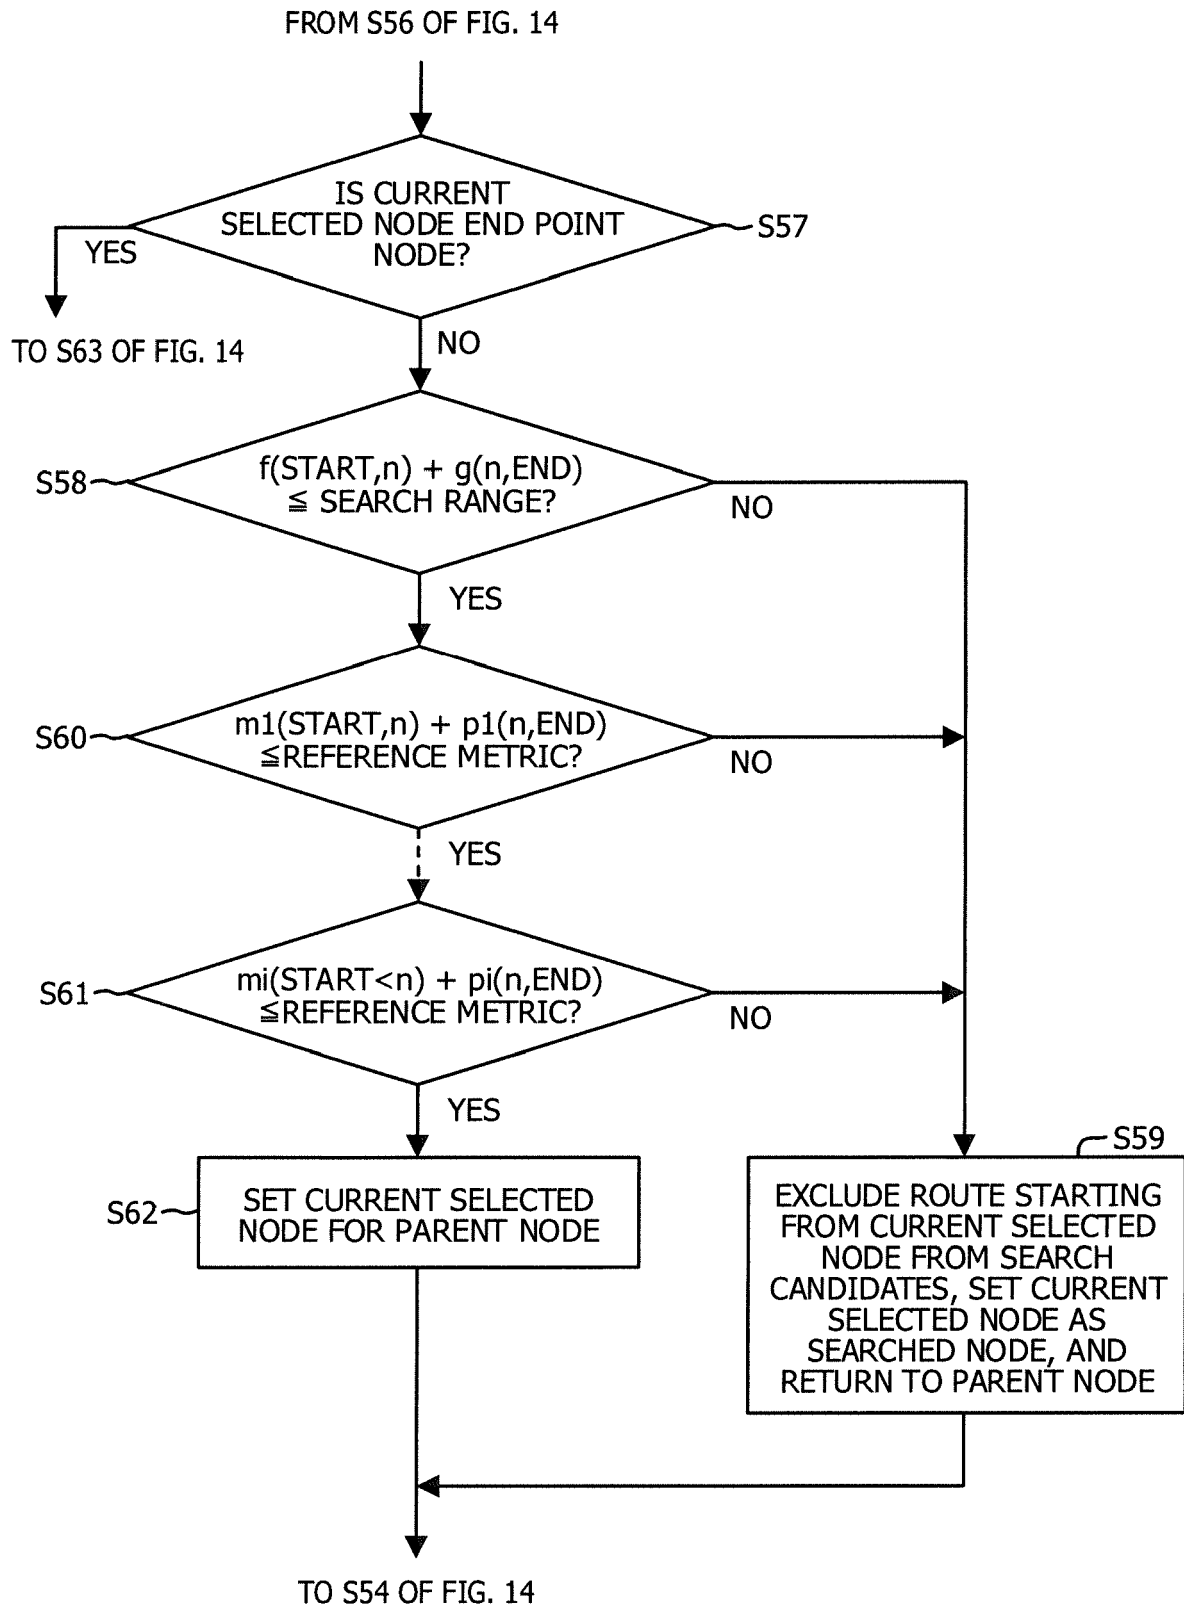 FROM S56 OF FIG. 14
IS CURRENT
SELECTED NODE END POINT
NODE?
S57
YES
TO S63 OF FIG. 14
NO
S58
f(START,n) + g(n,END)
≦ SEARCH RANGE?
NO
YES
S60
m1(START,n) + p1(n,END)
≦REFERENCE METRIC?
NO
YES
S61
mi(START<n) + pi(n,END)
≦REFERENCE METRIC?
NO
YES
S62
SET CURRENT SELECTED
NODE FOR PARENT NODE
S59
EXCLUDE ROUTE STARTING
FROM CURRENT SELECTED
NODE FROM SEARCH
CANDIDATES, SET CURRENT
SELECTED NODE AS
SEARCHED NODE, AND
RETURN TO PARENT NODE
TO S54 OF FIG. 14